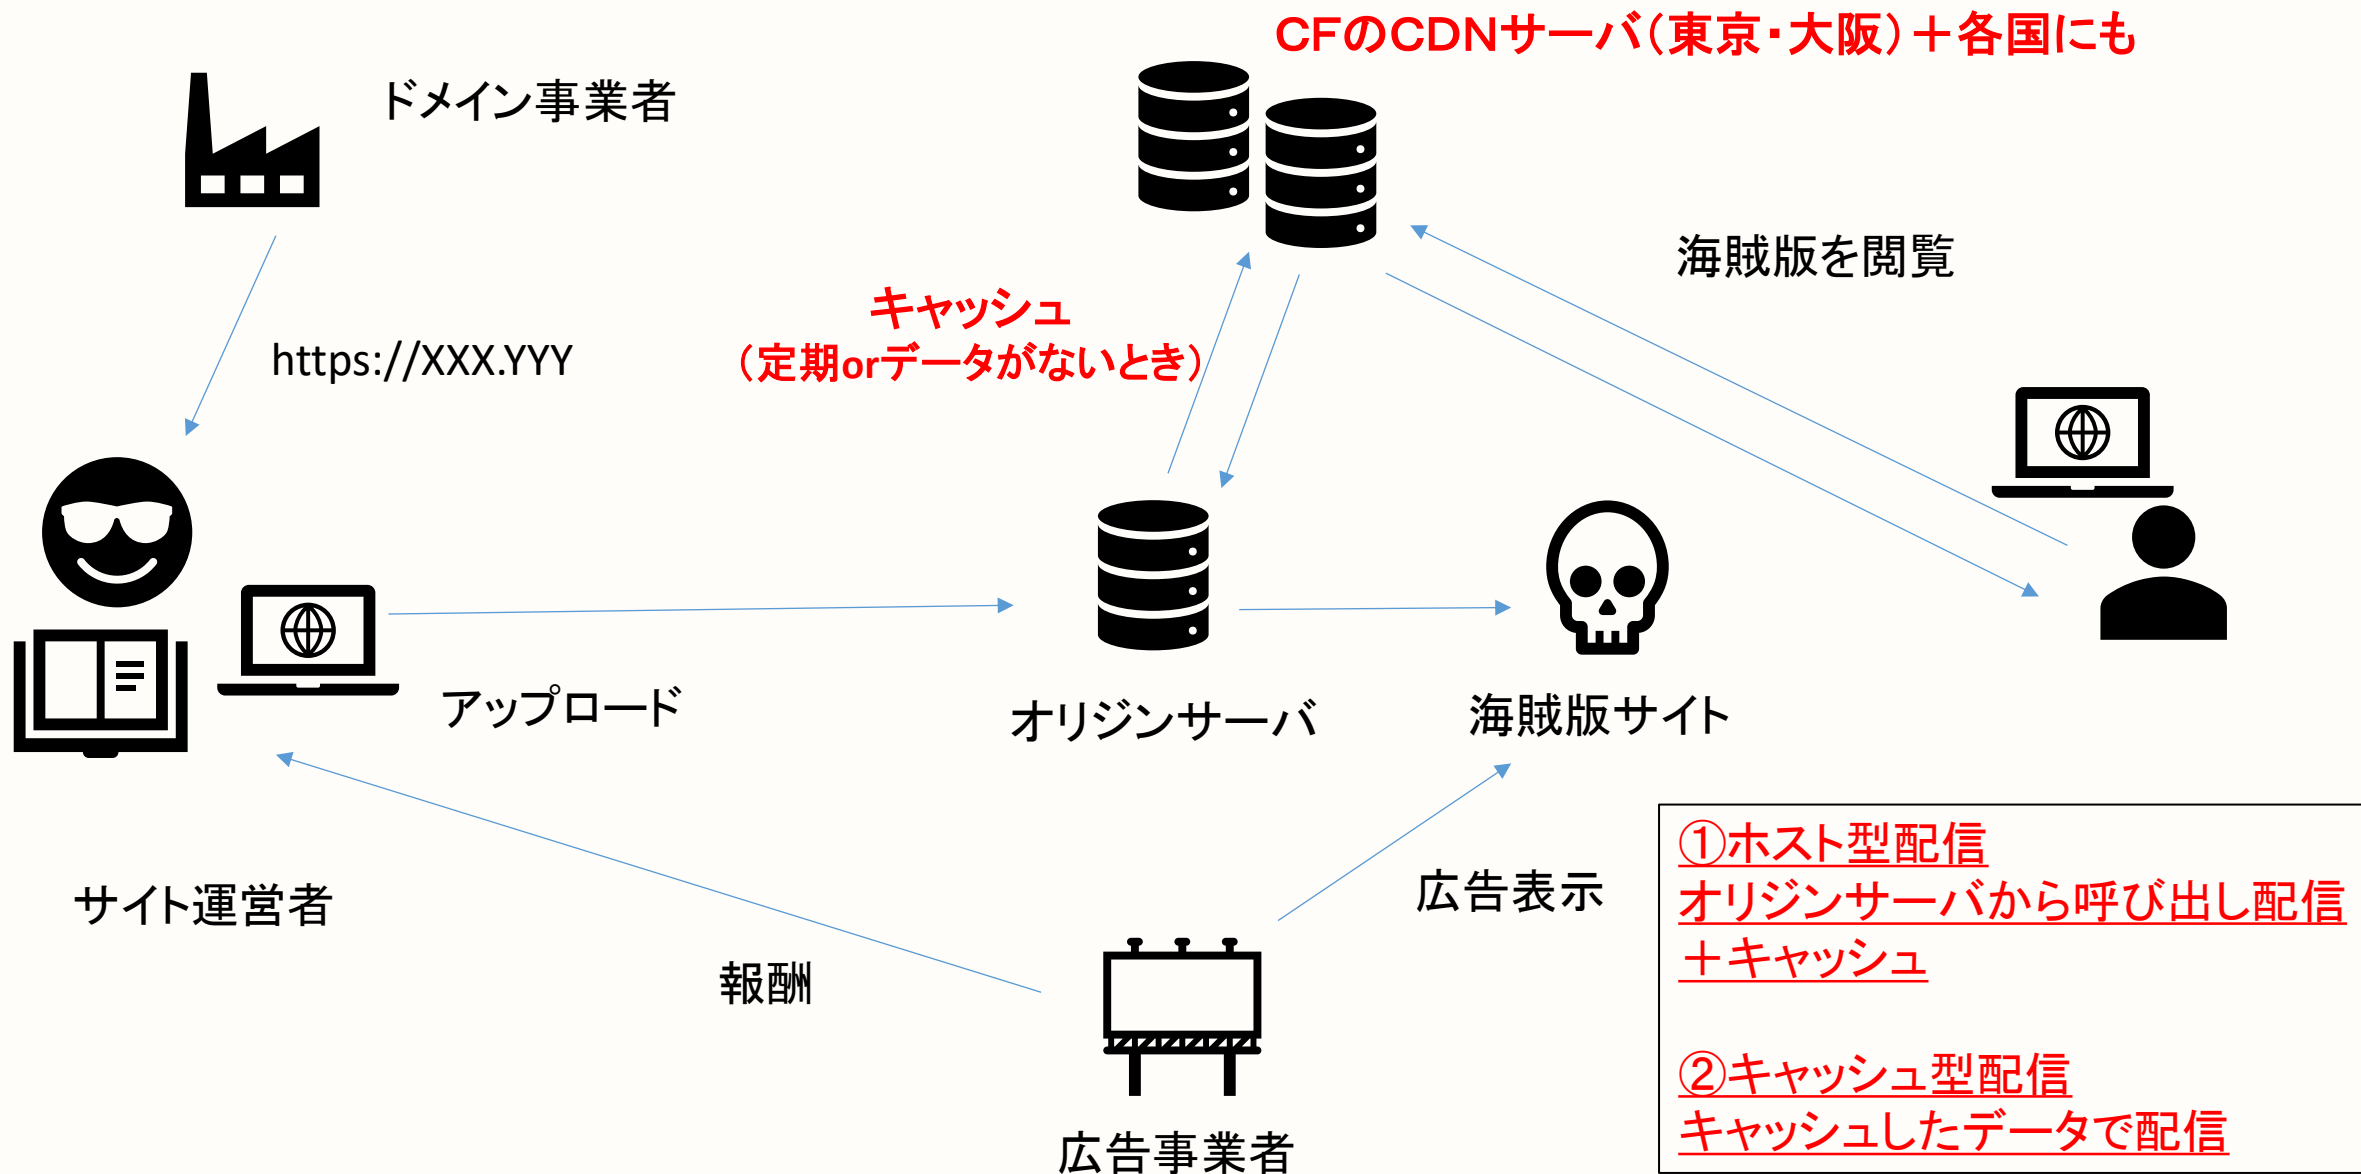 CFのCDNサーバ（東京・大阪）＋各国にも
ドメイン事業者
海賊版を閲覧
キャッシュ
（定期orデータがないとき）
https://XXX.YYY
アップロード
オリジンサーバ
海賊版サイト
サイト運営者
広告表示
報酬
広告事業者
①ホスト型配信
オリジンサーバから呼び出し配信
＋キャッシュ
②キャッシュ型配信
キャッシュしたデータで配信